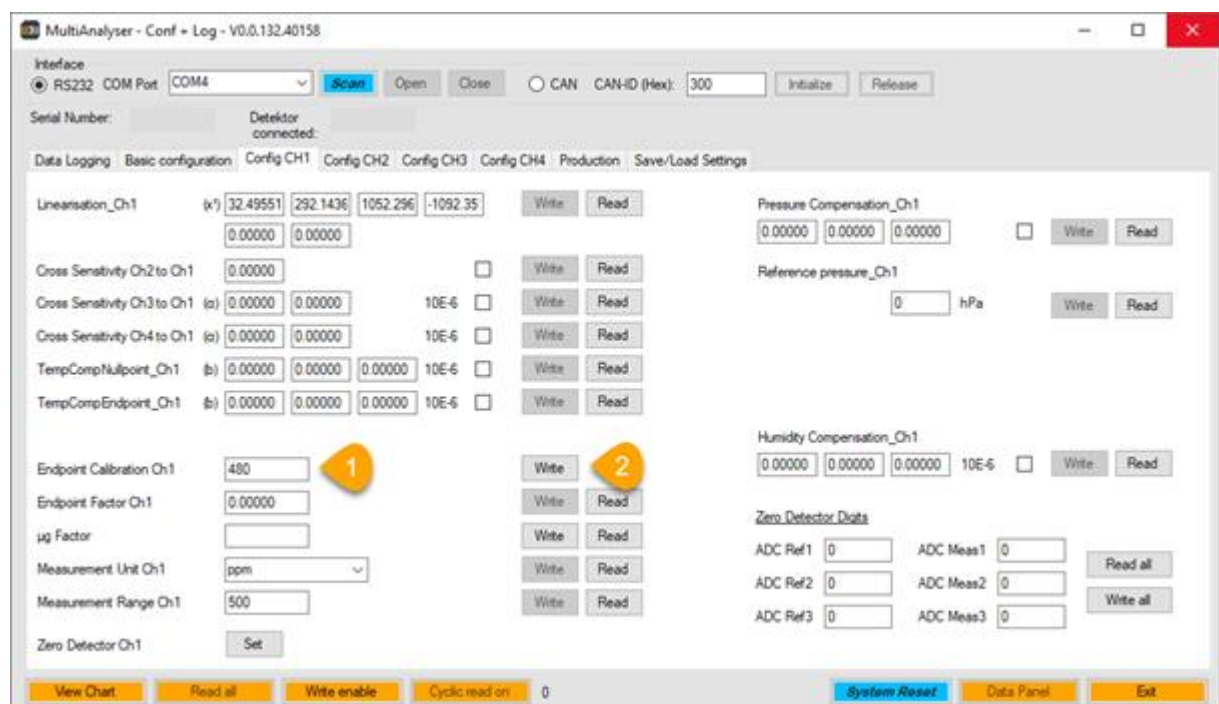 MultiAnalyser - Conf + Log - V0.0.132.40158
Interface
RS232 COM Port COM4 Scan Open Close CAN CAN-ID (Hex): 300 Initialize Release
Serial Number: Detektor connected:
Data Logging Basic configuration Config CH1 Config CH2 Config CH3 Config CH4 Production Save/Load Settings
Linearisation_Ch1 (x³) 32.49551 292.1436 1052.296 -1092.35 Write Read
0.00000 0.00000
Cross Sensitivity Ch2 to Ch1 0.00000 Write Read
Cross Sensitivity Ch3 to Ch1 (α) 0.00000 0.00000 10E-6 Write Read
Cross Sensitivity Ch4 to Ch1 (α) 0.00000 0.00000 10E-6 Write Read
TempCompNullpoint_Ch1 (b) 0.00000 0.00000 0.00000 10E-6 Write Read
TempCompEndpoint_Ch1 (b) 0.00000 0.00000 0.00000 10E-6 Write Read
Endpoint Calibration Ch1 480 1 Write 2
Endpoint Factor Ch1 0.00000 Write Read
µg Factor Write Read
Measurement Unit Ch1 ppm Write Read
Measurement Range Ch1 500 Write Read
Zero Detector Ch1 Set
Pressure Compensation_Ch1
0.00000 0.00000 0.00000 Write Read
Reference pressure_Ch1
0 hPa Write Read
Humidity Compensation_Ch1
0.00000 0.00000 0.00000 10E-6 Write Read
Zero Detector Digits
ADC Ref1 0 ADC Meas1 0 Read all
ADC Ref2 0 ADC Meas2 0 Write all
ADC Ref3 0 ADC Meas3 0
View Chart Read all Write enable Cyclic read on 0 System Reset Data Panel Exit